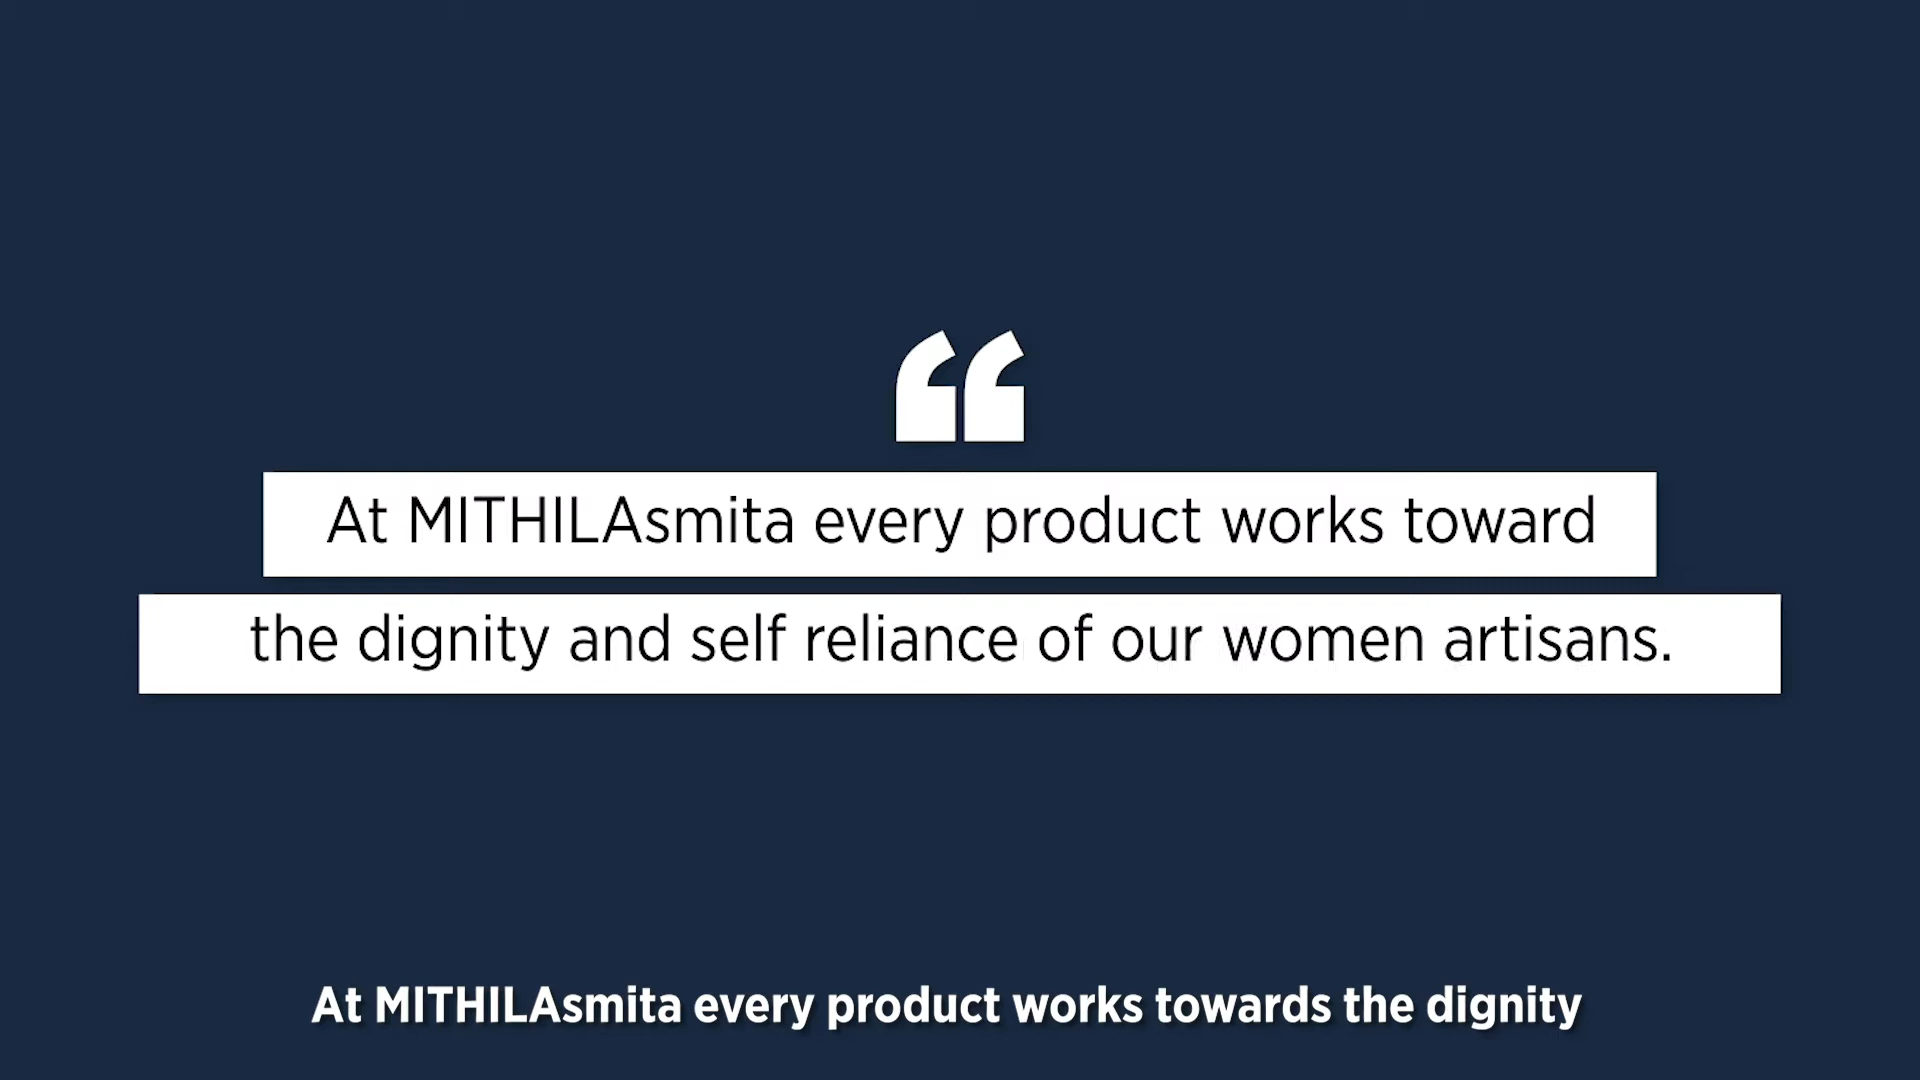 “
At MITHILAsmita every product works toward
the dignity and self reliance of our women artisans.
At MITHILAsmita every product works towards the dignity